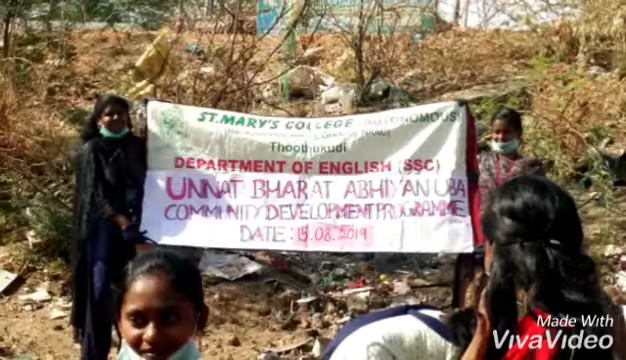 ST.MARY'S COLLEGE (AUTONOMOUS)
Thoothukudi
DEPARTMENT OF ENGLISH (SSC)
UNNAT BHARAT ABHIYAN UBA
COMMUNITY DEVELOPMENT PROGRAMME
DATE: 15.08.2019
Made With
VivaVideo